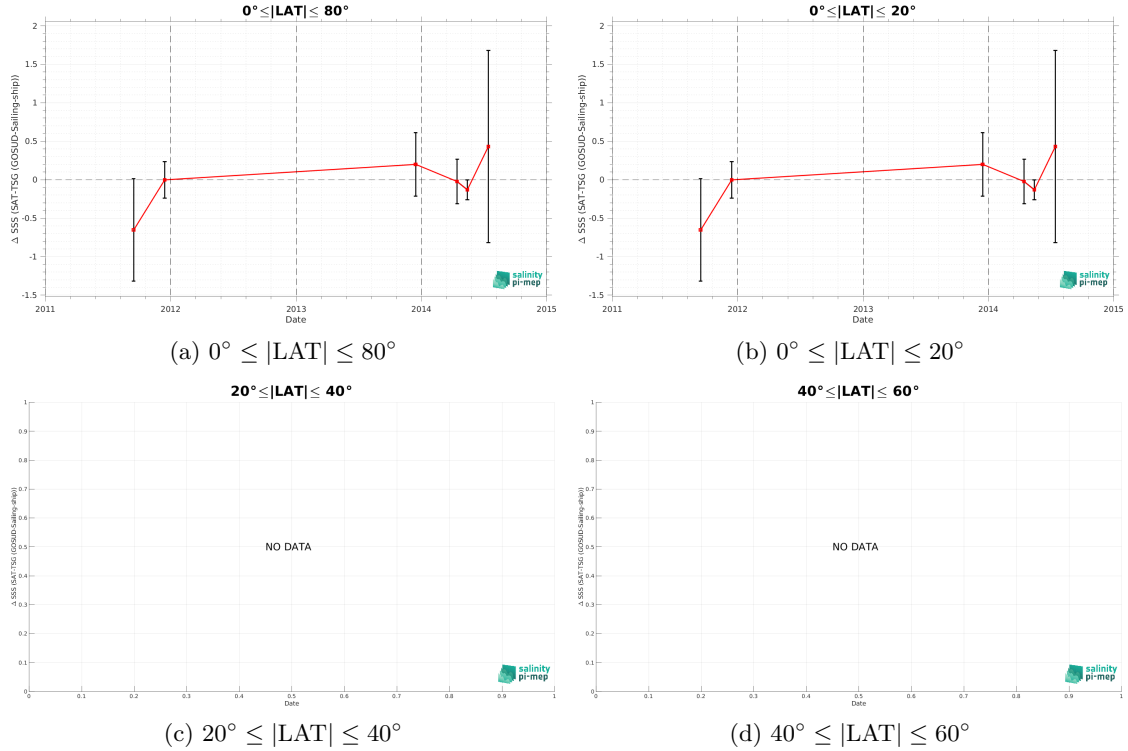 0°≤|LAT|≤ 80°
2
1.5
1
0.5
0
-0.5
-1
-1.5
Δ SSS (SAT-TSG (GOSUD-Sailing-ship))
2011
2012
2013
2014
2015
Date
salinity
pi-mep
(a) 0° ≤ |LAT| ≤ 80°
0°≤|LAT|≤ 20°
2
1.5
1
0.5
0
-0.5
-1
-1.5
Δ SSS (SAT-TSG (GOSUD-Sailing-ship))
2011
2012
2013
2014
2015
Date
salinity
pi-mep
(b) 0° ≤ |LAT| ≤ 20°
20°≤|LAT|≤ 40°
1
0.9
0.8
0.7
0.6
0.5
0.4
0.3
0.2
0.1
0
Δ SSS (SAT-TSG (GOSUD-Sailing-ship))
NO DATA
0
0.1
0.2
0.3
0.4
0.5
0.6
0.7
0.8
0.9
1
Date
salinity
pi-mep
(c) 20° ≤ |LAT| ≤ 40°
40°≤|LAT|≤ 60°
1
0.9
0.8
0.7
0.6
0.5
0.4
0.3
0.2
0.1
0
Δ SSS (SAT-TSG (GOSUD-Sailing-ship))
NO DATA
0
0.1
0.2
0.3
0.4
0.5
0.6
0.7
0.8
0.9
1
Date
salinity
pi-mep
(d) 40° ≤ |LAT| ≤ 60°